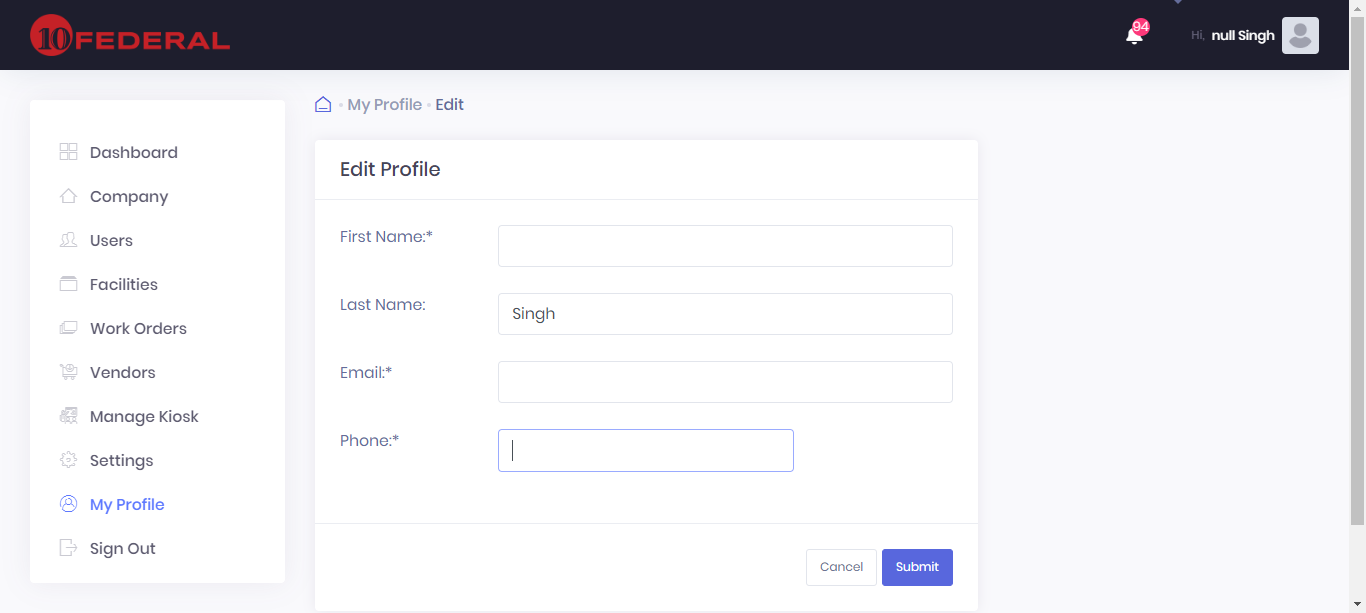 10 FEDERAL
94
Hi, null Singh
Dashboard
Company
Users
Facilities
Work Orders
Vendors
Manage Kiosk
Settings
My Profile
Sign Out
My Profile • Edit
Edit Profile
First Name:*
Last Name:
Singh
Email:*
Phone:*
Cancel
Submit